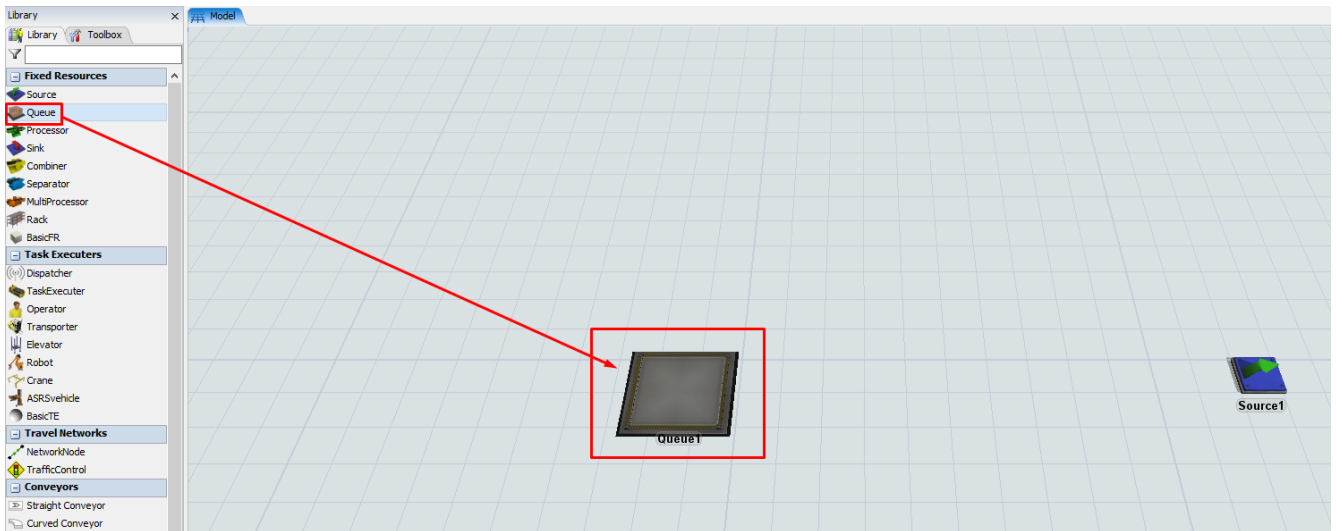 Library
Library
Toolbox
Fixed Resources
Source
Queue
Processor
Sink
Combiner
Separator
MultiProcessor
Rack
BasicFR
Task Executers
Dispatcher
TaskExecuter
Operator
Transporter
Elevator
Robot
Crane
ASRSvehicle
BasicTE
Travel Networks
NetworkNode
TrafficControl
Conveyors
Straight Conveyor
Curved Conveyor
Model
Queue1
Source1